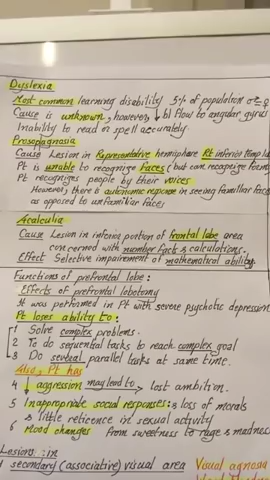 Dyslexia
Most common learning disability 5% of population ♂=♀
Cause is unknown, however, ↓ bl flow to angular gyrus
Inability to read or spell accurately.
Prosopagnosia
Cause Lesion in Representative hemisphere Rt inferior temp lobe
Pt is unable to recognize Faces (but can recognize forms
Pt recognizes people by their voices
However, there is autonomic response in seeing familiar faces
as opposed to unfamiliar faces
Acalculia
Cause Lesion in inferior portion of frontal lobe area
concerned with number facts & calculations.
Effect Selective impairement of mathematical ability.
Functions of prefrontal lobe:
Effects of prefrontal lobotomy
It was performed in Pt with severe psychotic depression
Pt loses ability to:
1 Solve complex problems.
2 To do sequential tasks to reach complex goal
3 Do several parallel tasks at same time.
Also, Pt has
4 ↓ aggression may lead to → lost ambition.
5 Inappropriate social responses: e loss of morals
& little reticence in sexual activity
6 Mood changes from sweetness to rage & madness
Lesions: in
secondary (associative) visual area Visual agnosia